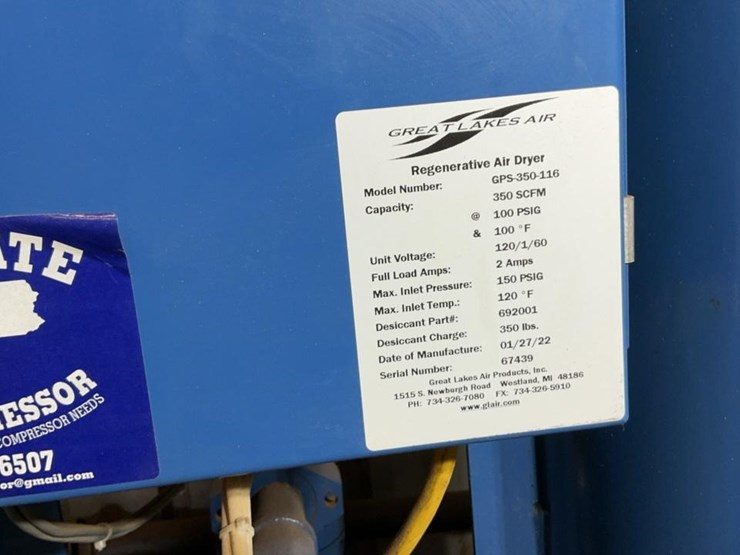 GREAT LAKES AIR
Regenerative Air Dryer
Model Number: GPS-350-116
Capacity: 350 SCFM
@ 100 PSIG
& 100 °F
Unit Voltage: 120/1/60
Full Load Amps: 2 Amps
Max. Inlet Pressure: 150 PSIG
Max. Inlet Temp.: 120 °F
Desiccant Part#: 692001
Desiccant Charge: 350 lbs.
Date of Manufacture: 01/27/22
Serial Number: 67439
Great Lakes Air Products, Inc.
1515 S. Newburgh Road Westland, MI 48186
PH: 734-326-7080 FX: 734-326-5910
www.glair.com
ATE
ESSOR
COMPRESSOR NEEDS
6507
or@gmail.com